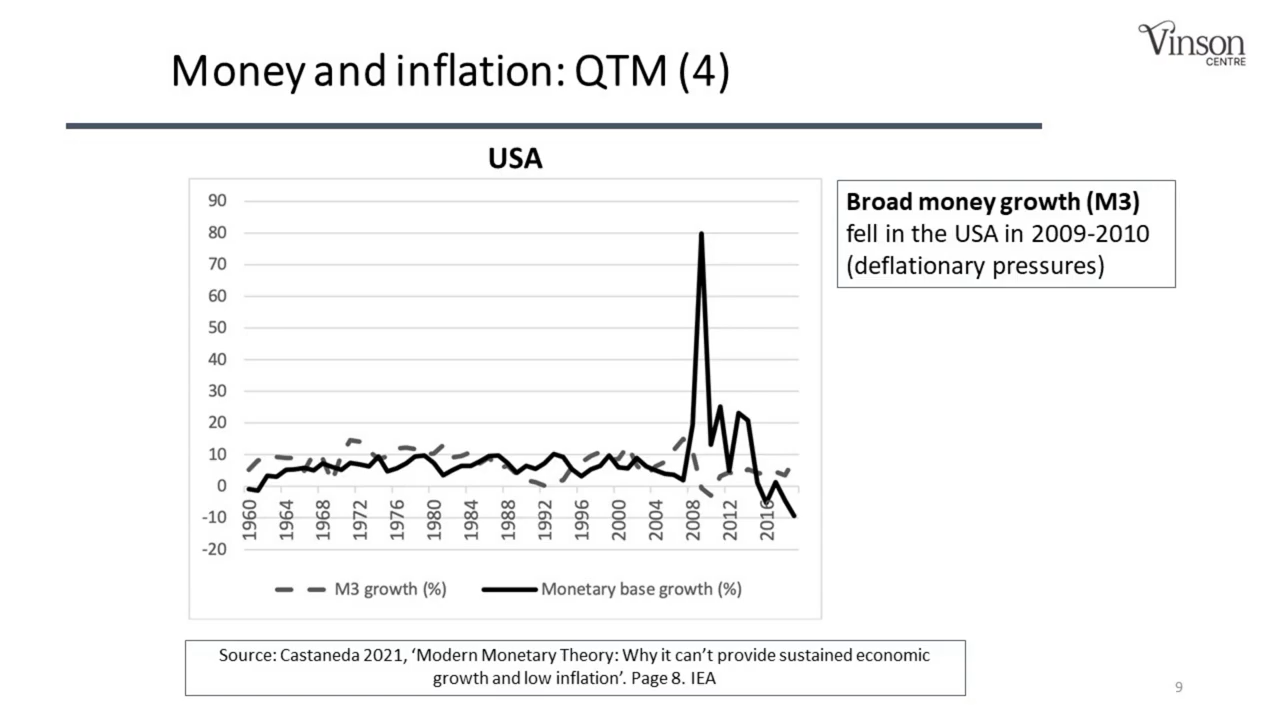 Vinson
CENTRE
Money and inflation: QTM (4)
USA
Broad money growth (M3)
fell in the USA in 2009-2010
(deflationary pressures)
90
80
70
60
50
40
30
20
10
0
-10
-20
1960
1964
1968
1972
1976
1980
1984
1988
1992
1996
2000
2004
2008
2012
2016
M3 growth (%)
Monetary base growth (%)
Source: Castaneda 2021, ‘Modern Monetary Theory: Why it can’t provide sustained economic
growth and low inflation’. Page 8. IEA
9